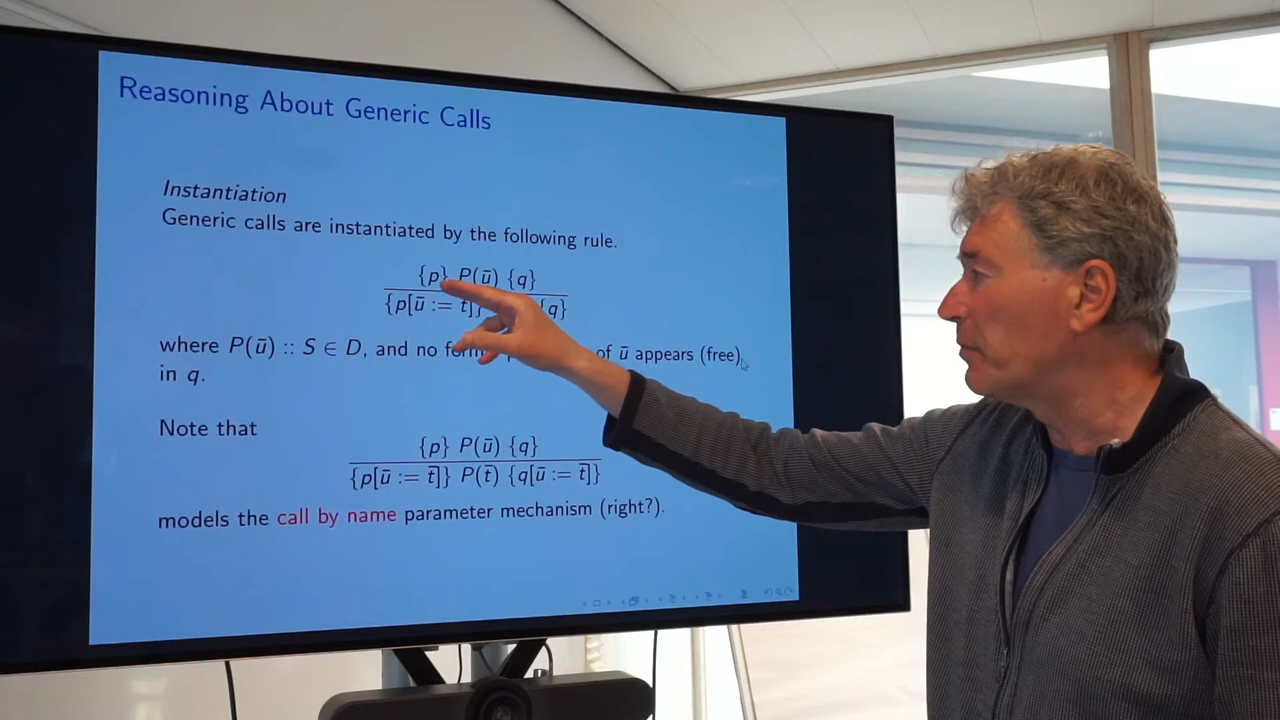 Reasoning About Generic Calls
Instantiation
Generic calls are instantiated by the following rule.
{p} P(ū) {q}
{p[ū := t̄]} {q}
where P(ū) :: S ∈ D, and no of ū appears (free)
in q.
Note that
{p} P(ū) {q}
{p[ū := t̄]} P(t̄) {q[ū := t̄]}
models the call by name parameter mechanism (right?).